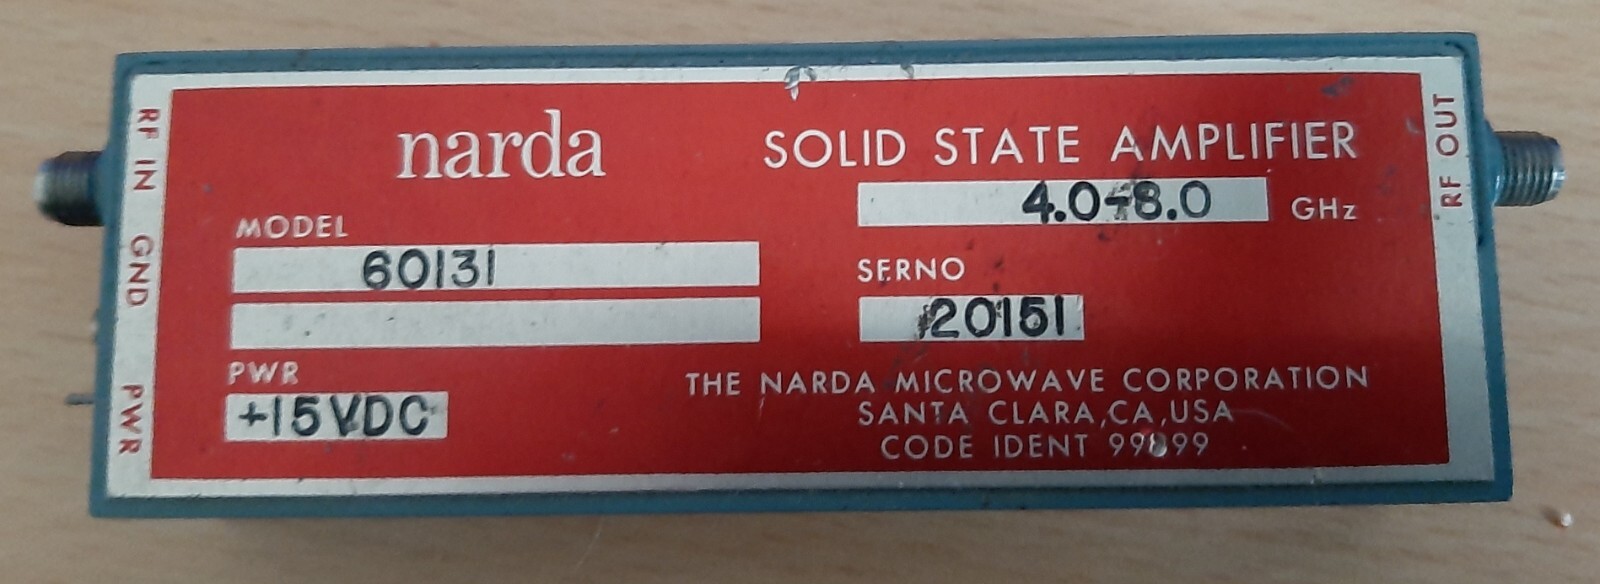 narda
SOLID STATE AMPLIFIER
4.0-8.0 GHz
MODEL
60131
SERNO
20151
PWR
+15VDC
THE NARDA MICROWAVE CORPORATION
SANTA CLARA,CA,USA
CODE IDENT 99899
RF IN
GND
PWR
RF OUT